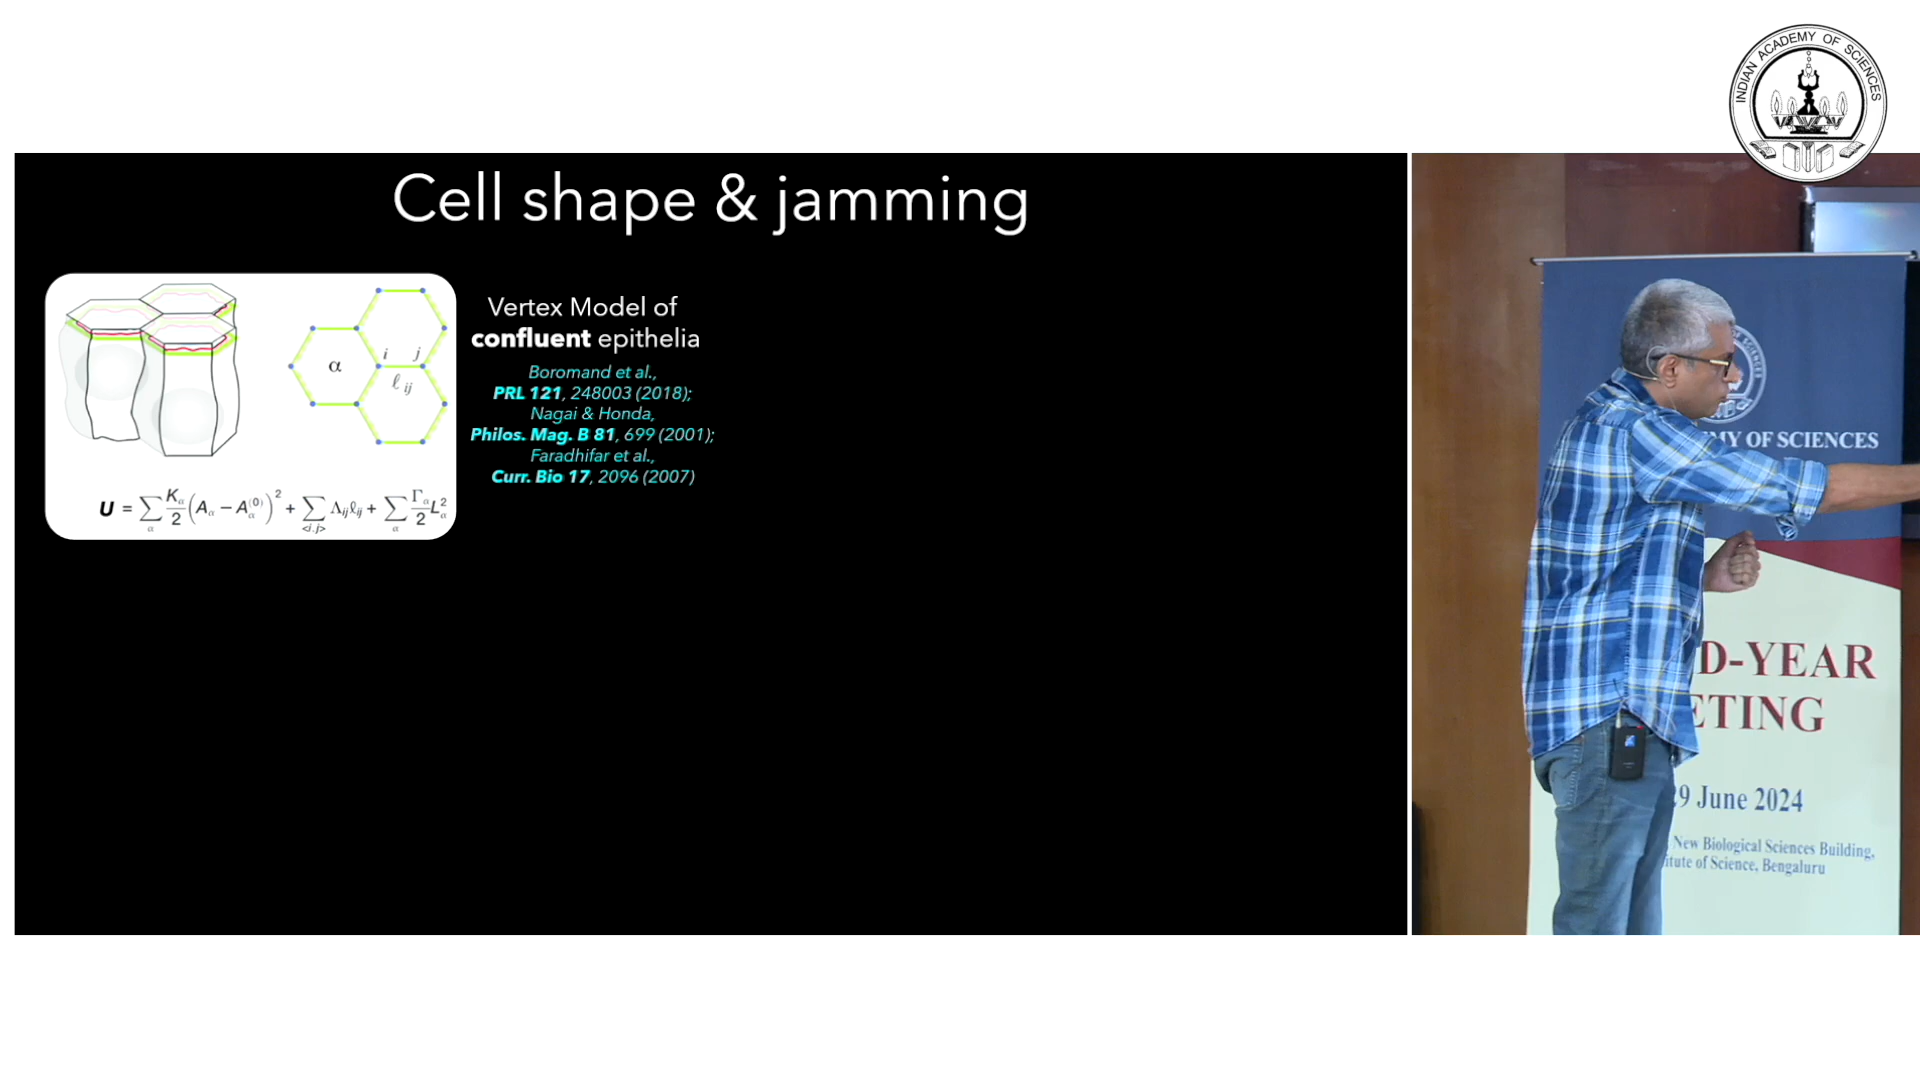 INDIAN ACADEMY OF SCIENCES
Cell shape & jamming
Vertex Model of
confluent epithelia
Boromand et al.,
PRL 121, 248003 (2018);
Nagai & Honda,
Philos. Mag. B 81, 699 (2001);
Faradhifar et al.,
Curr. Bio 17, 2096 (2007)
α
i j
ℓ ij
U = ∑α Kα/2 (Aα − Aα(0))² + ∑<i,j> Λij ℓij + ∑α Γα/2 Lα²
MY OF SCIENCES
D-YEAR
ETING
29 June 2024
New Biological Sciences Building,
itute of Science, Bengaluru